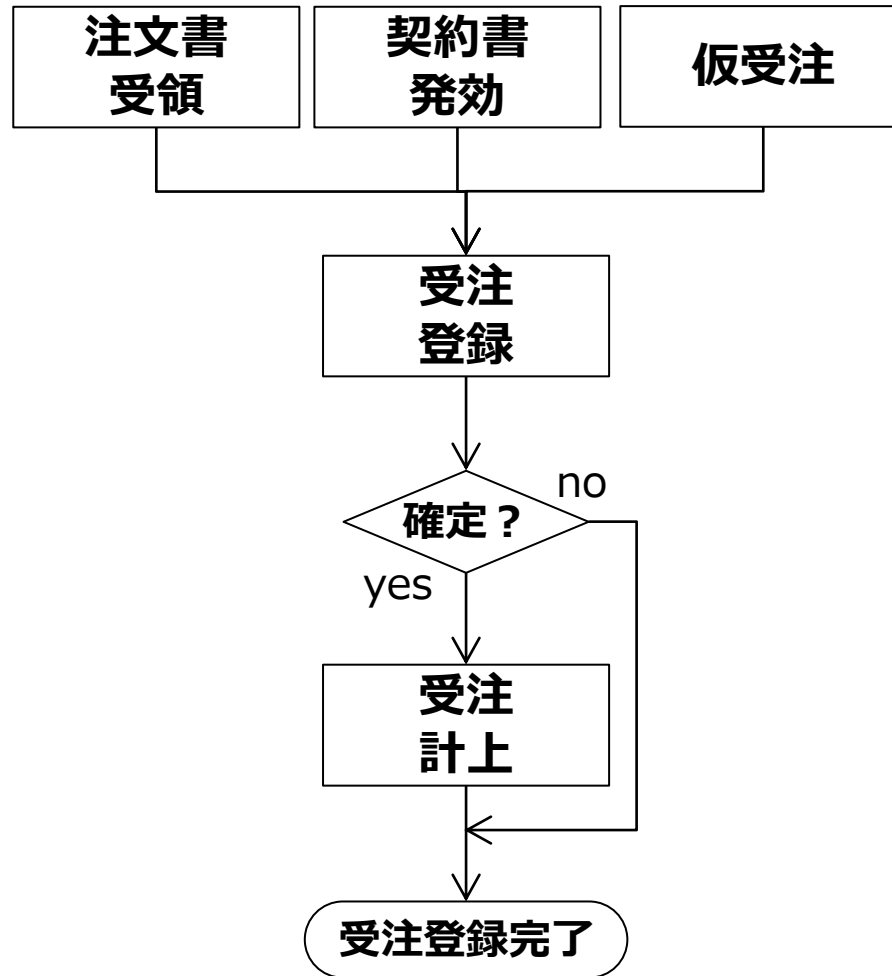 注文書
受領
契約書
発効
仮受注
受注
登録
no
確定？
yes
受注
計上
受注登録完了